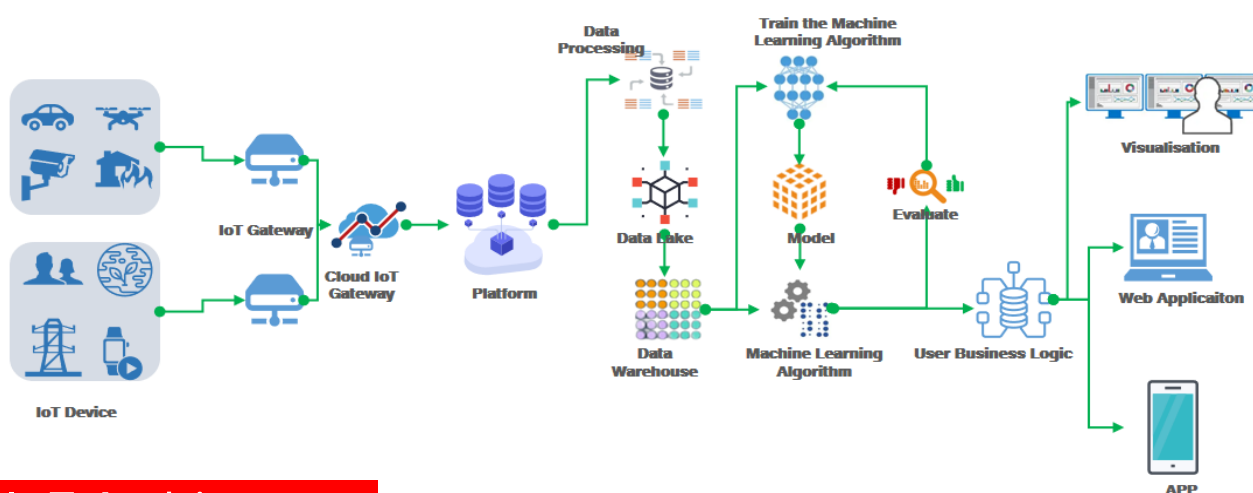 Data
Processing
Train the Machine
Learning Algorithm
Visualisation
IoT Gateway
Cloud IoT
Gateway
Platform
Data Lake
Model
Evaluate
Web Applicaiton
Data
Warehouse
Machine Learning
Algorithm
User Business Logic
IoT Device
APP